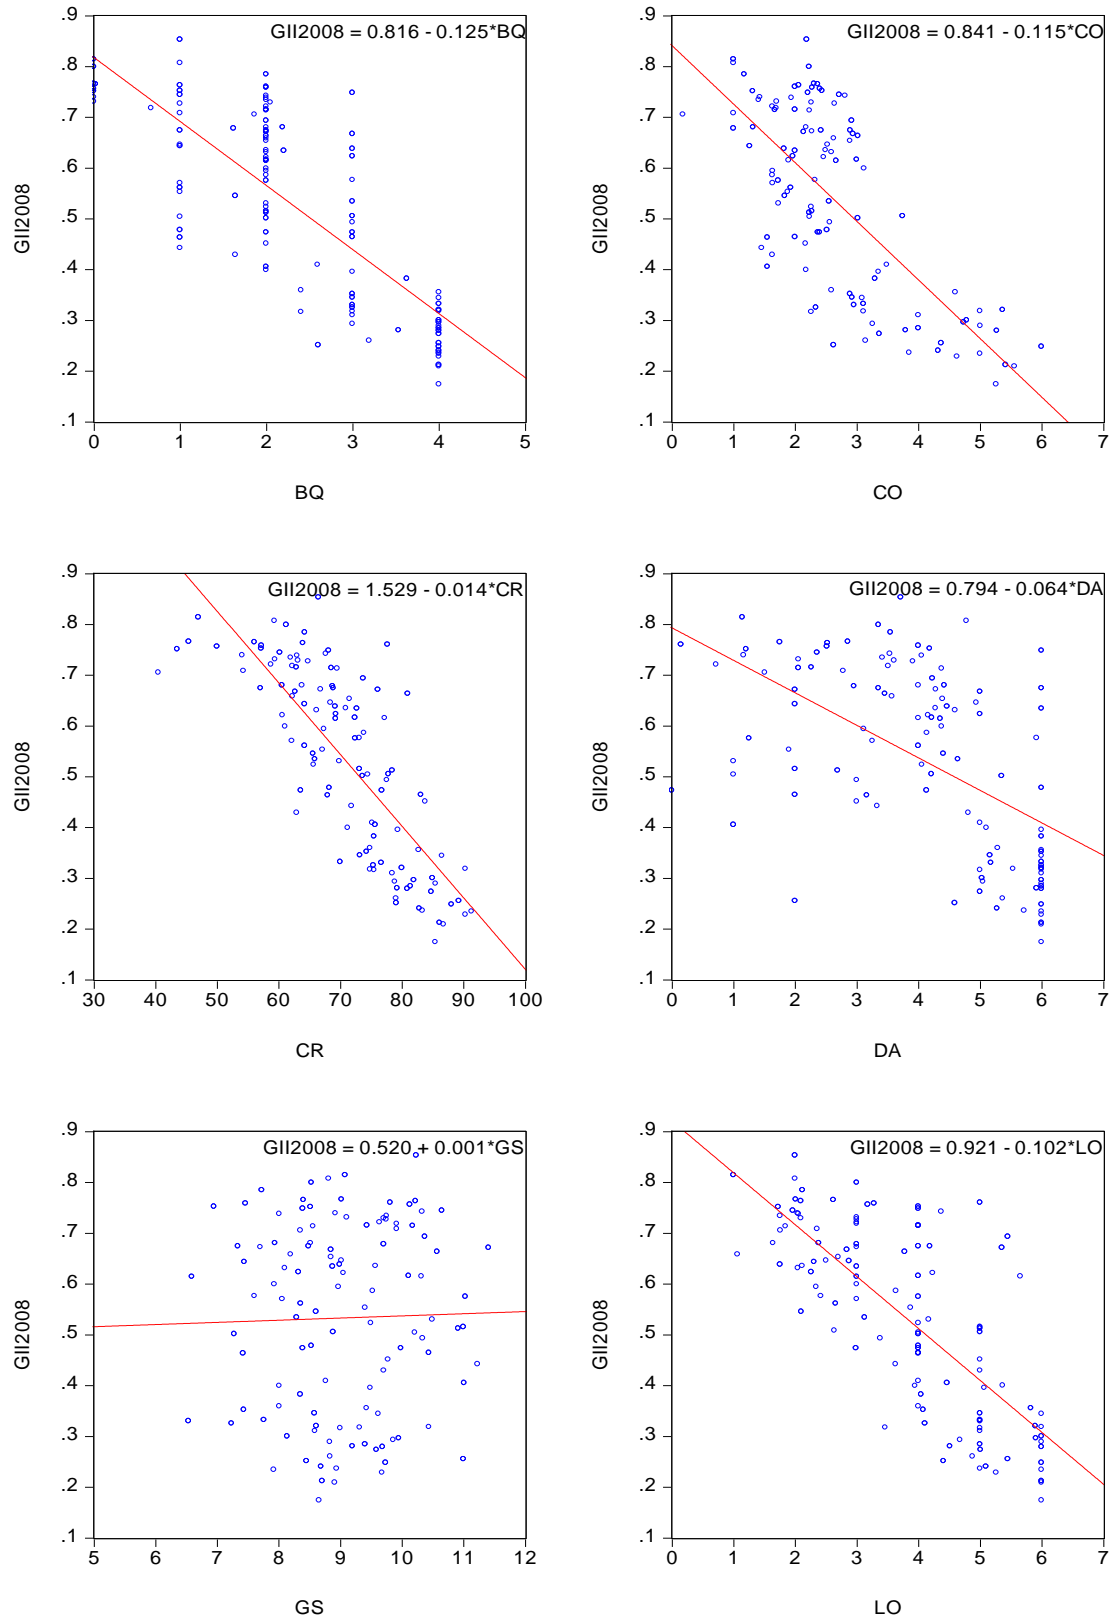 GII2008 = 0.816 - 0.125*BQ
.9
.8
.7
.6
.5
.4
.3
.2
.1
GII2008
0 1 2 3 4 5
BQ
GII2008 = 0.841 - 0.115*CO
.9
.8
.7
.6
.5
.4
.3
.2
.1
GII2008
0 1 2 3 4 5 6 7
CO
GII2008 = 1.529 - 0.014*CR
.9
.8
.7
.6
.5
.4
.3
.2
.1
GII2008
30 40 50 60 70 80 90 100
CR
GII2008 = 0.794 - 0.064*DA
.9
.8
.7
.6
.5
.4
.3
.2
.1
GII2008
0 1 2 3 4 5 6 7
DA
GII2008 = 0.520 + 0.001*GS
.9
.8
.7
.6
.5
.4
.3
.2
.1
GII2008
5 6 7 8 9 10 11 12
GS
GII2008 = 0.921 - 0.102*LO
.9
.8
.7
.6
.5
.4
.3
.2
.1
GII2008
0 1 2 3 4 5 6 7
LO